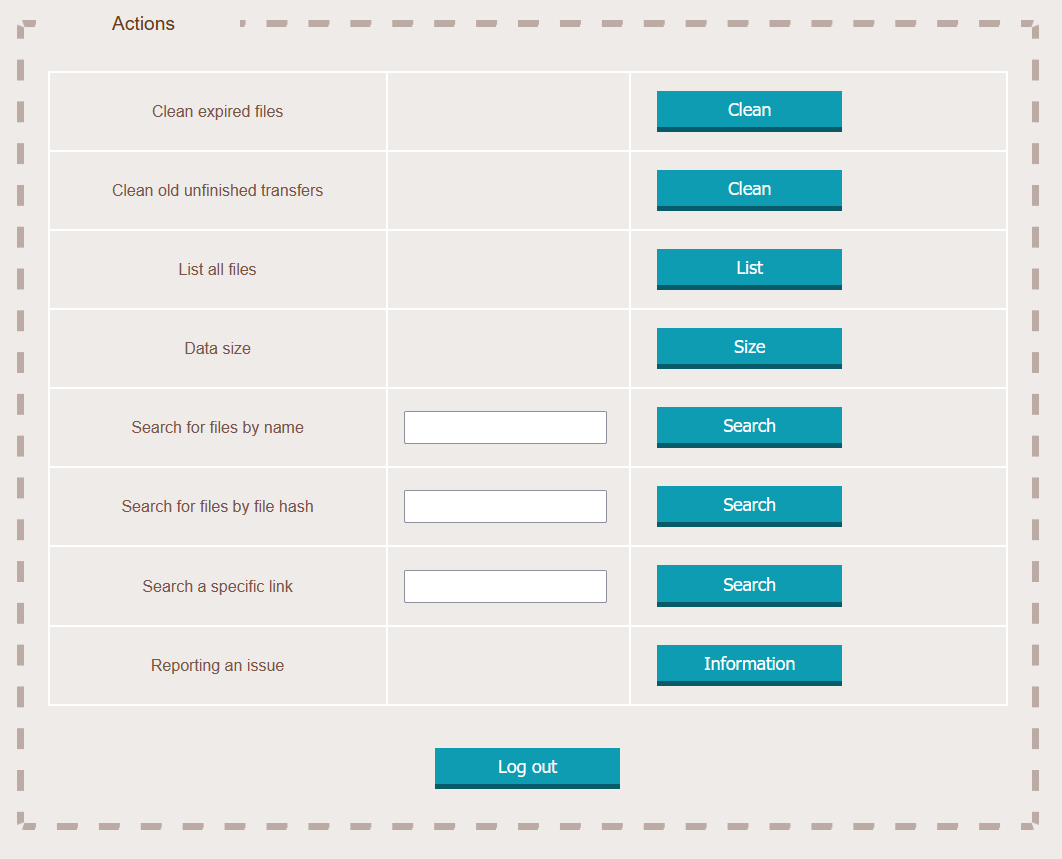 Actions
Clean expired files
Clean
Clean old unfinished transfers
Clean
List all files
List
Data size
Size
Search for files by name
Search
Search for files by file hash
Search
Search a specific link
Search
Reporting an issue
Information
Log out